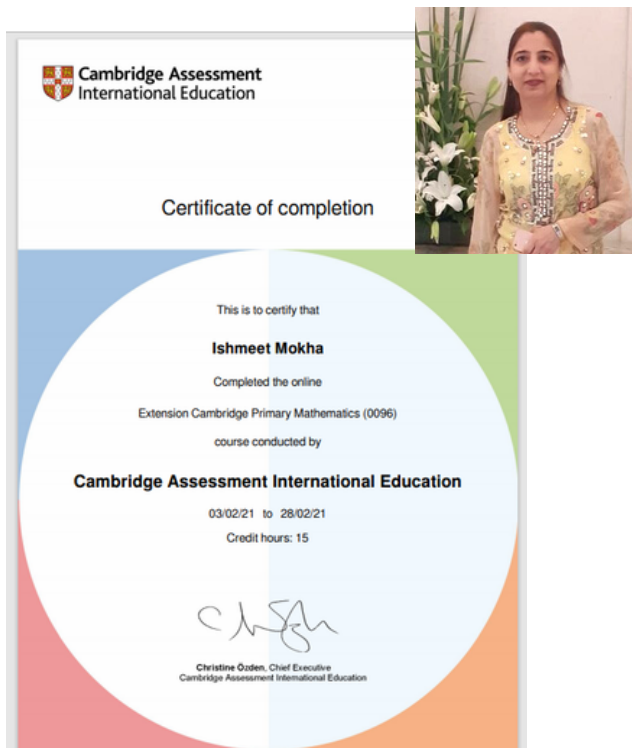 Cambridge Assessment
International Education
Certificate of completion
This is to certify that
Ishmeet Mokha
Completed the online
Extension Cambridge Primary Mathematics (0096)
course conducted by
Cambridge Assessment International Education
03/02/21 to 28/02/21
Credit hours: 15
Christine Özden, Chief Executive
Cambridge Assessment International Education